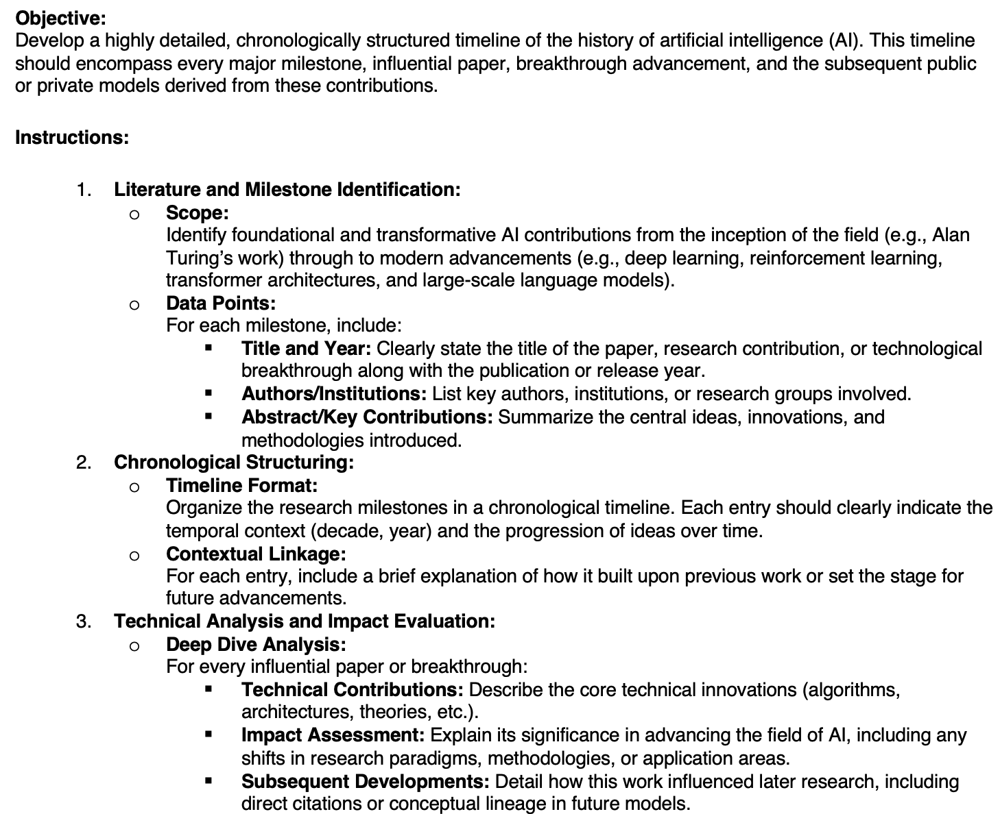 Objective:
Develop a highly detailed, chronologically structured timeline of the history of artificial intelligence (AI). This timeline
should encompass every major milestone, influential paper, breakthrough advancement, and the subsequent public
or private models derived from these contributions.
Instructions:
1. Literature and Milestone Identification:
o Scope:
Identify foundational and transformative AI contributions from the inception of the field (e.g., Alan
Turing’s work) through to modern advancements (e.g., deep learning, reinforcement learning,
transformer architectures, and large-scale language models).
o Data Points:
For each milestone, include:
▪ Title and Year: Clearly state the title of the paper, research contribution, or technological
breakthrough along with the publication or release year.
▪ Authors/Institutions: List key authors, institutions, or research groups involved.
▪ Abstract/Key Contributions: Summarize the central ideas, innovations, and
methodologies introduced.
2. Chronological Structuring:
o Timeline Format:
Organize the research milestones in a chronological timeline. Each entry should clearly indicate the
temporal context (decade, year) and the progression of ideas over time.
o Contextual Linkage:
For each entry, include a brief explanation of how it built upon previous work or set the stage for
future advancements.
3. Technical Analysis and Impact Evaluation:
o Deep Dive Analysis:
For every influential paper or breakthrough:
▪ Technical Contributions: Describe the core technical innovations (algorithms,
architectures, theories, etc.).
▪ Impact Assessment: Explain its significance in advancing the field of AI, including any
shifts in research paradigms, methodologies, or application areas.
▪ Subsequent Developments: Detail how this work influenced later research, including
direct citations or conceptual lineage in future models.